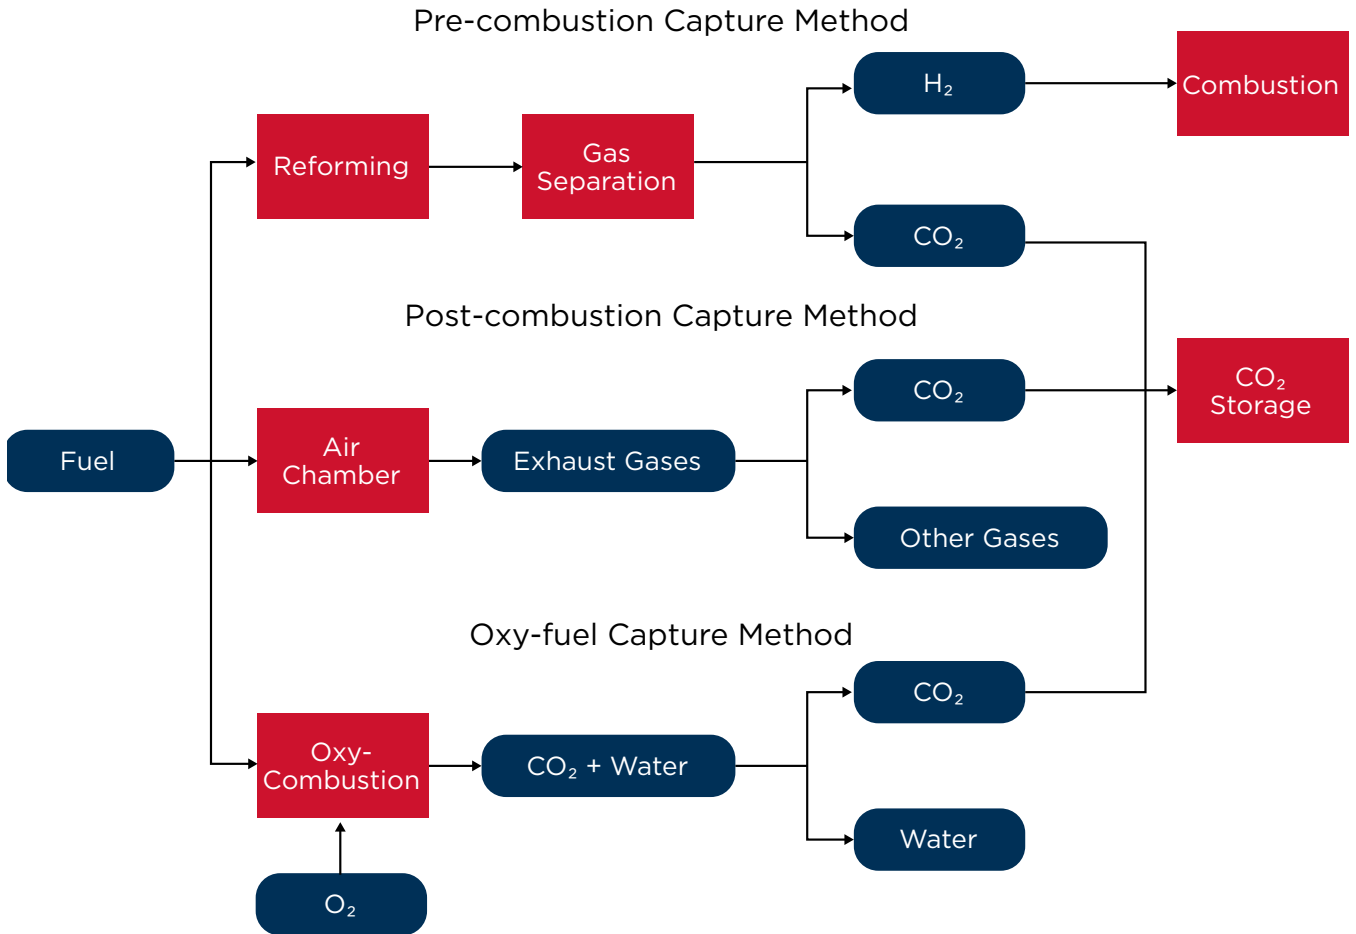 Pre-combustion Capture Method
H₂
Combustion
Reforming
Gas
Separation
CO₂
Post-combustion Capture Method
CO₂
CO₂
Storage
Fuel
Air
Chamber
Exhaust Gases
Other Gases
Oxy-fuel Capture Method
CO₂
Oxy-
Combustion
CO₂ + Water
Water
O₂